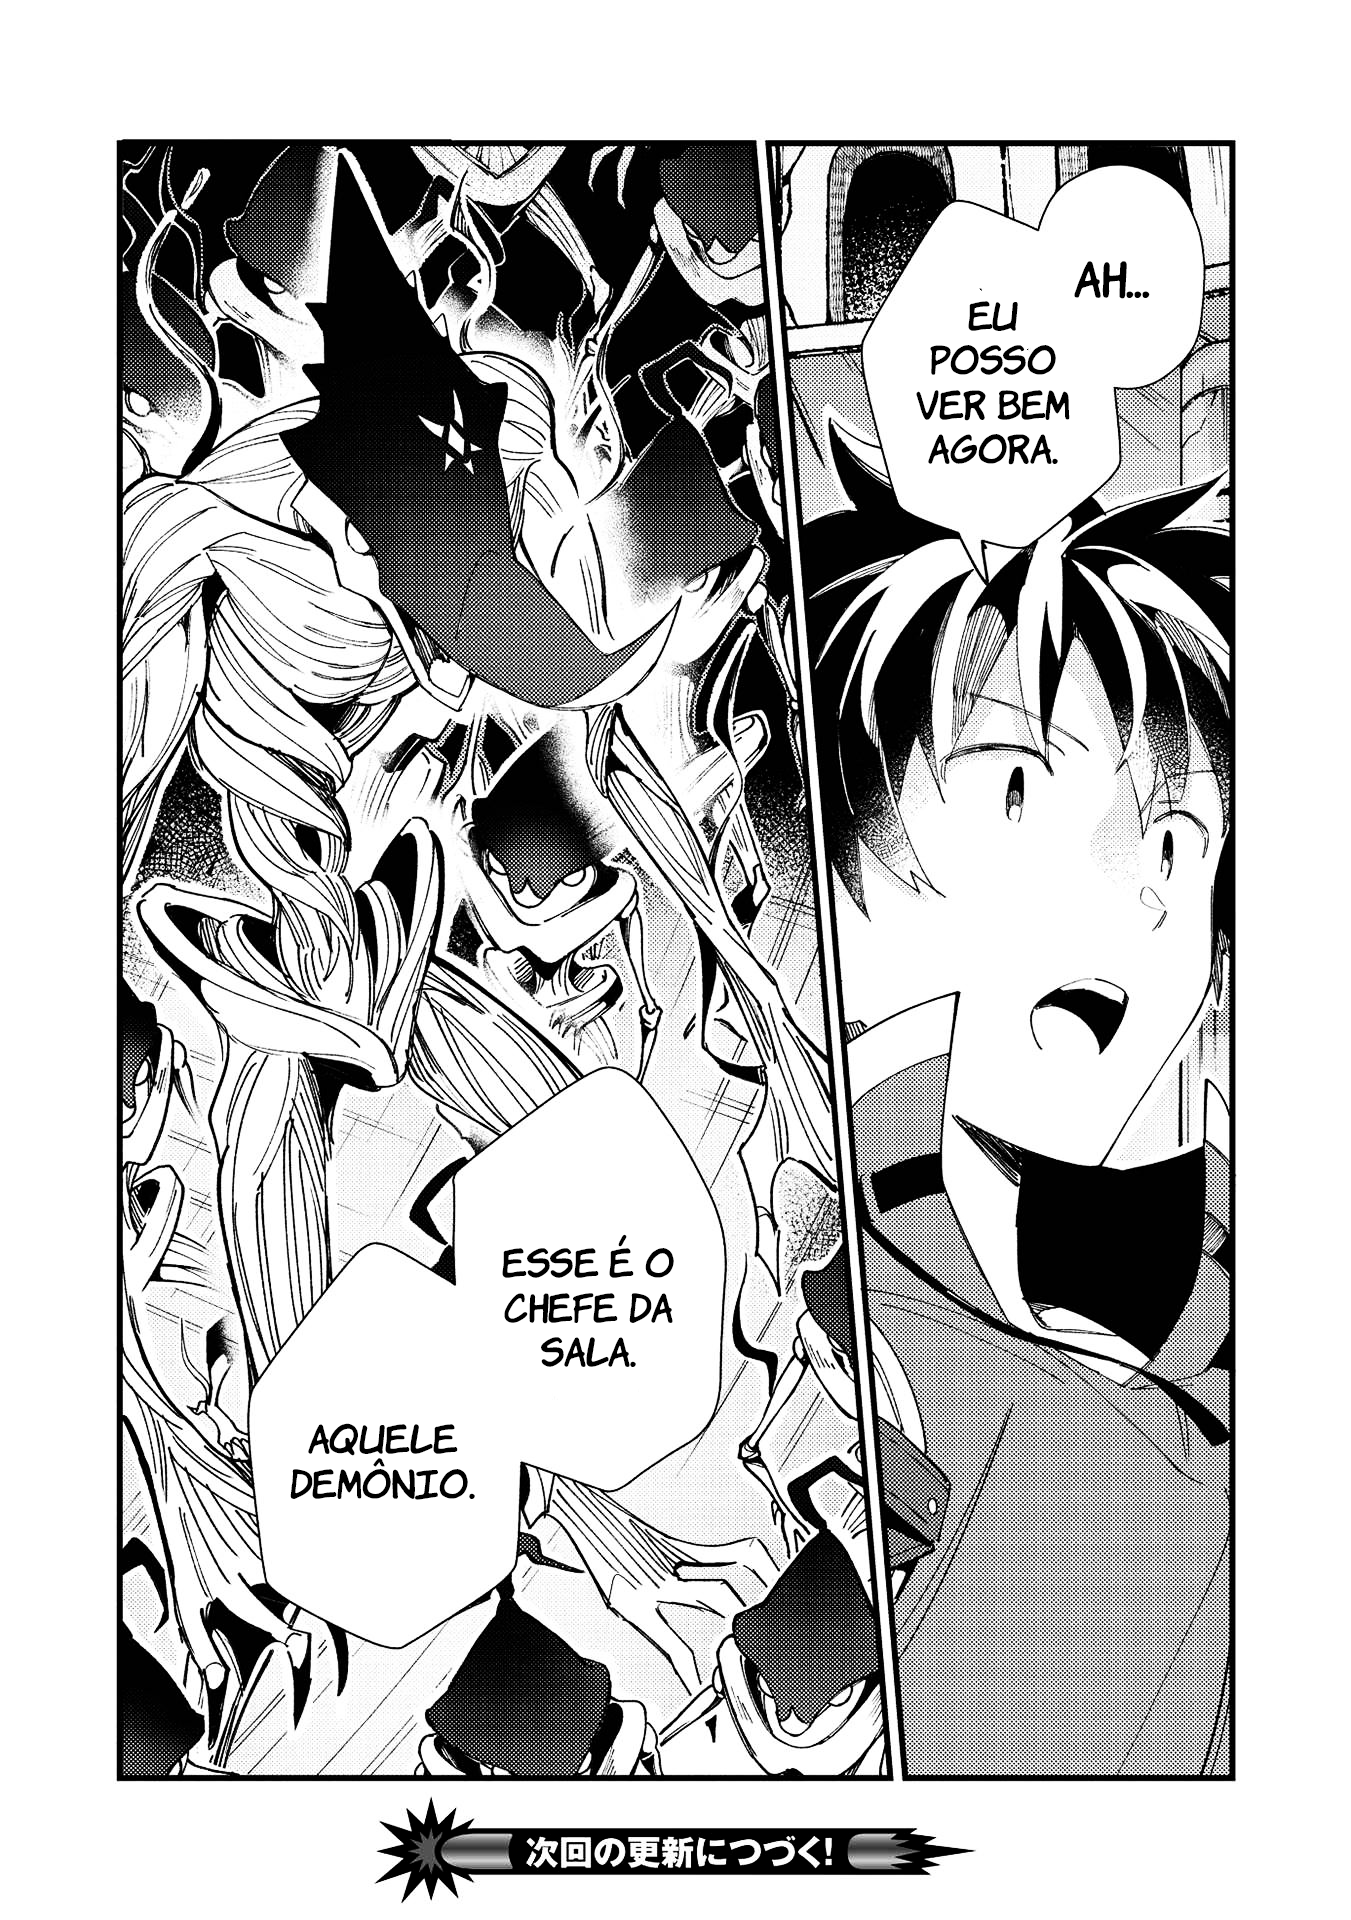 AH...
EU
POSSO
VER BEM
AGORA.
ESSE É O
CHEFE DA
SALA.
AQUELE
DEMÔNIO.
次回の更新につづく!